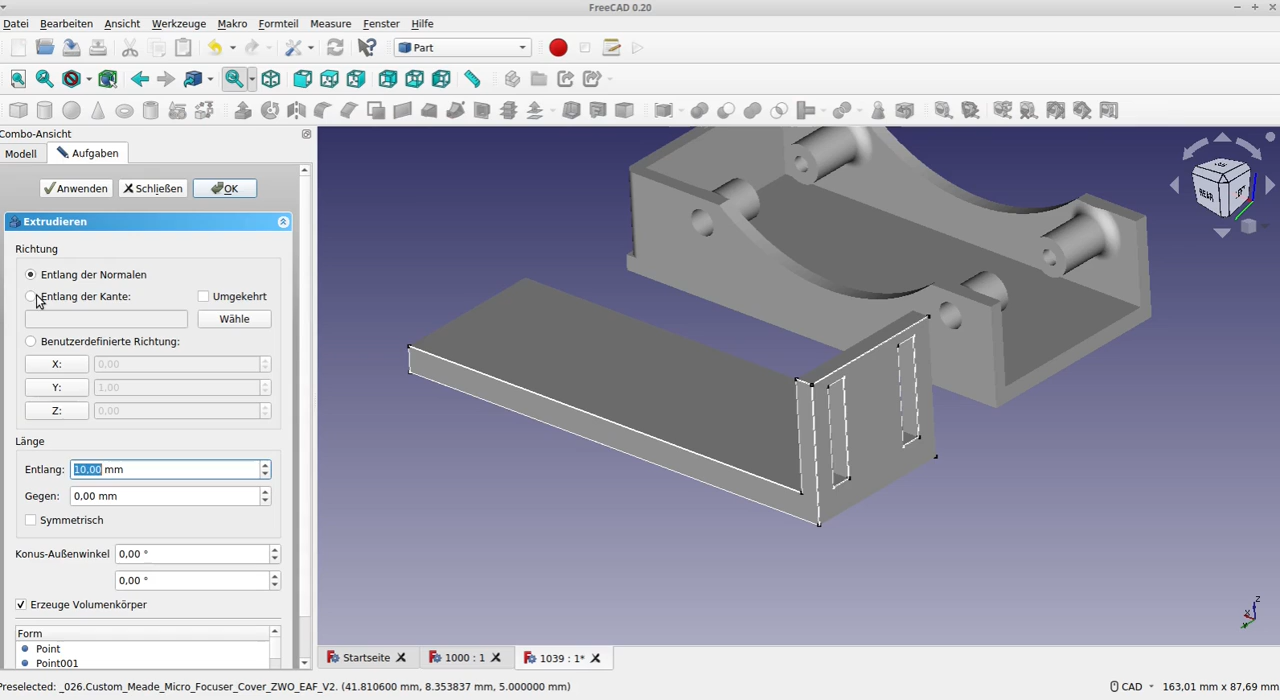 FreeCAD 0.20
Datei Bearbeiten Ansicht Werkzeuge Makro Formteil Measure Fenster Hilfe
Part
Combo-Ansicht
Modell Aufgaben
Anwenden Schließen OK
Extrudieren
Richtung
Entlang der Normalen
Entlang der Kante: Umgekehrt
Wähle
Benutzerdefinierte Richtung:
X: 0.00
Y: 1.00
Z: 0.00
Länge
Entlang: 10,00 mm
Gegen: 0,00 mm
Symmetrisch
Konus-Außenwinkel 0,00 °
0,00 °
Erzeuge Volumenkörper
Form
Point
Point001
REAR
Z
Startseite 1000 : 1 1039 : 1*
Preselected: _026.Custom_Meade_Micro_Focuser_Cover_ZWO_EAF_V2. (41.810600 mm, 8.353837 mm, 5.000000 mm) CAD 163,01 mm x 87,69 mm